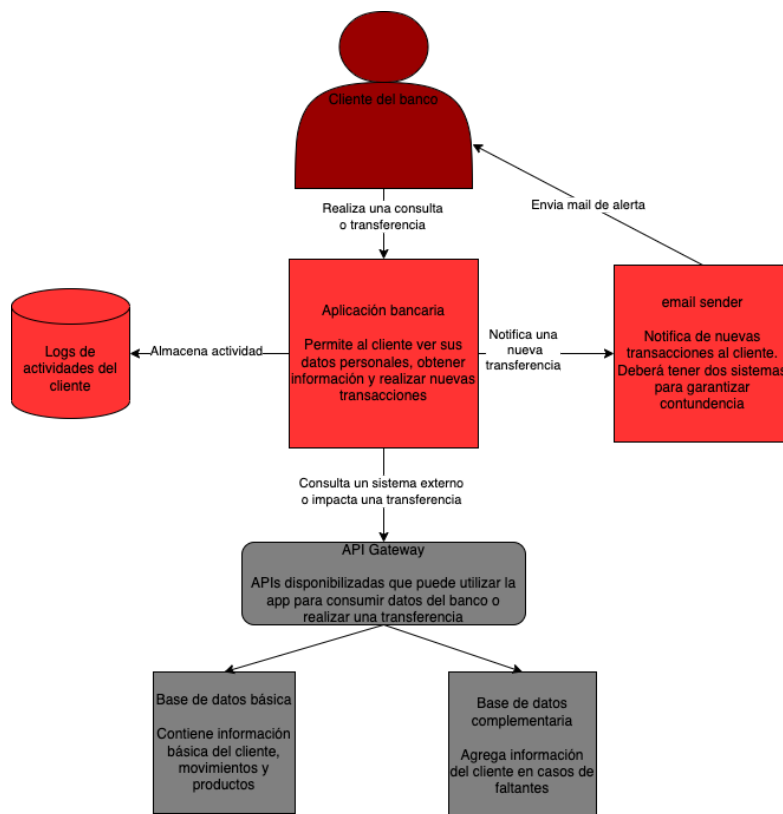 Cliente del banco
Realiza una consulta
o transferencia
Envia mail de alerta
Aplicación bancaria
Permite al cliente ver sus
datos personales, obtener
información y realizar nuevas
transacciones
Notifica una
nueva
transferencia
email sender
Notifica de nuevas
transacciones al cliente.
Deberá tener dos sistemas
para garantizar
contundencia
Almacena actividad
Logs de
actividades del
cliente
Consulta un sistema externo
o impacta una transferencia
API Gateway
APIs disponibilizadas que puede utilizar la
app para consumir datos del banco o
realizar una transferencia
Base de datos básica
Contiene información
básica del cliente,
movimientos y
productos
Base de datos
complementaria
Agrega información
del cliente en casos de
faltantes